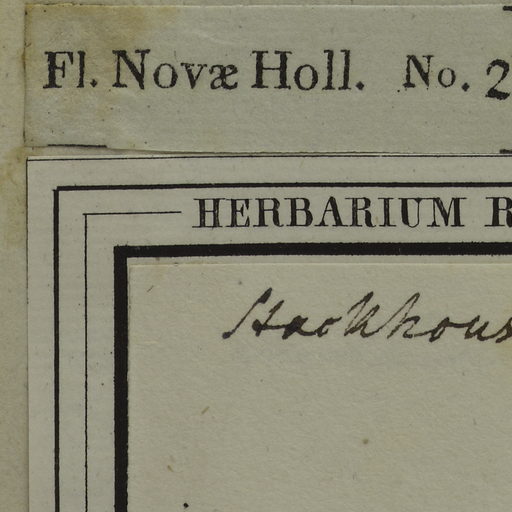 Fl. Novæ Holl. No. 2
HERBARIUM R
Stackhous